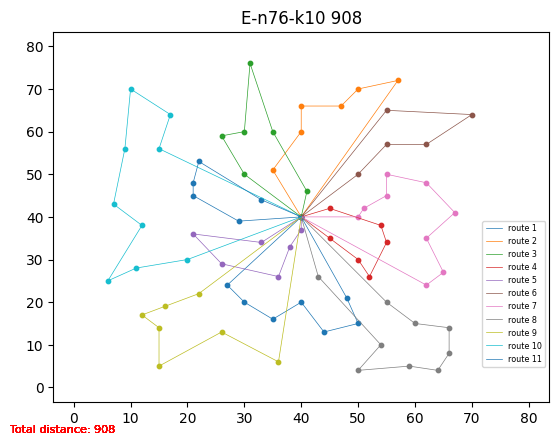 E-n76-k10 908
80
70
60
50
40
30
20
10
0
route 1
route 2
route 3
route 4
route 5
route 6
route 7
route 8
route 9
route 10
route 11
0 10 20 30 40 50 60 70 80
Total distance: 908